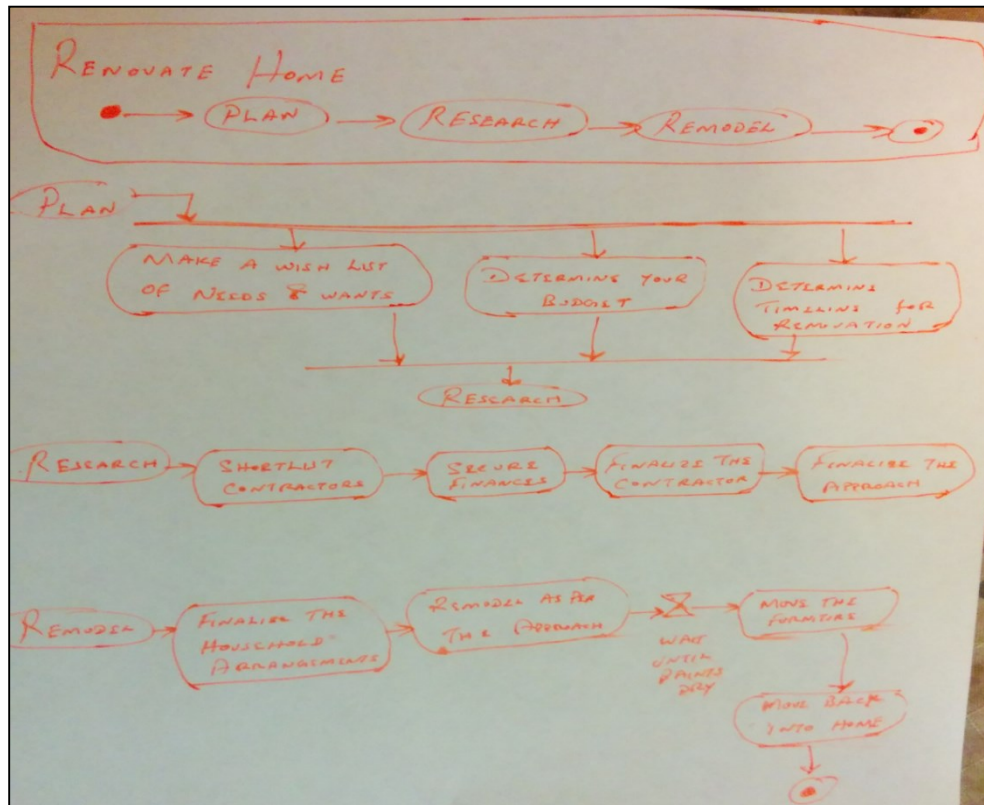 RENOVATE HOME
PLAN
RESEARCH
REMODEL
PLAN
MAKE A WISH LIST
OF NEEDS & WANTS
DETERMINE YOUR
BUDGET
DETERMINE
TIMELINE FOR
RENOVATION
RESEARCH
RESEARCH
SHORTLIST
CONTRACTORS
SECURE
FINANCES
FINALIZE THE
CONTRACTOR
FINALISE THE
APPROACH
REMODEL
FINALISE THE
HOUSEHOLD
ARRANGEMENTS
REMODEL AS PER
THE APPROACH
WAIT
UNTIL
PAINTS
DRY
MOVE THE
MOVE BACK
INTO HOME